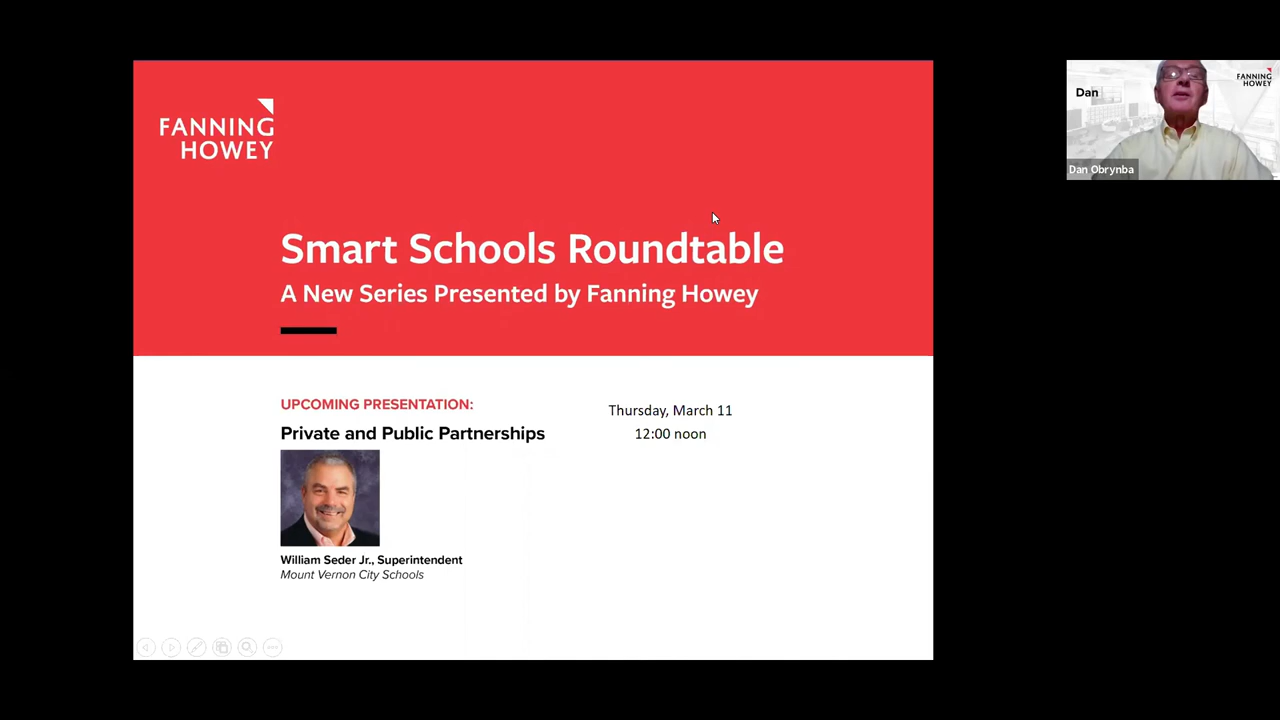 FANNING
HOWEY
Smart Schools Roundtable
A New Series Presented by Fanning Howey
UPCOMING PRESENTATION:
Private and Public Partnerships
Thursday, March 11
12:00 noon
William Seder Jr., Superintendent
Mount Vernon City Schools
Dan
FANNING
HOWEY
Dan Obrynba